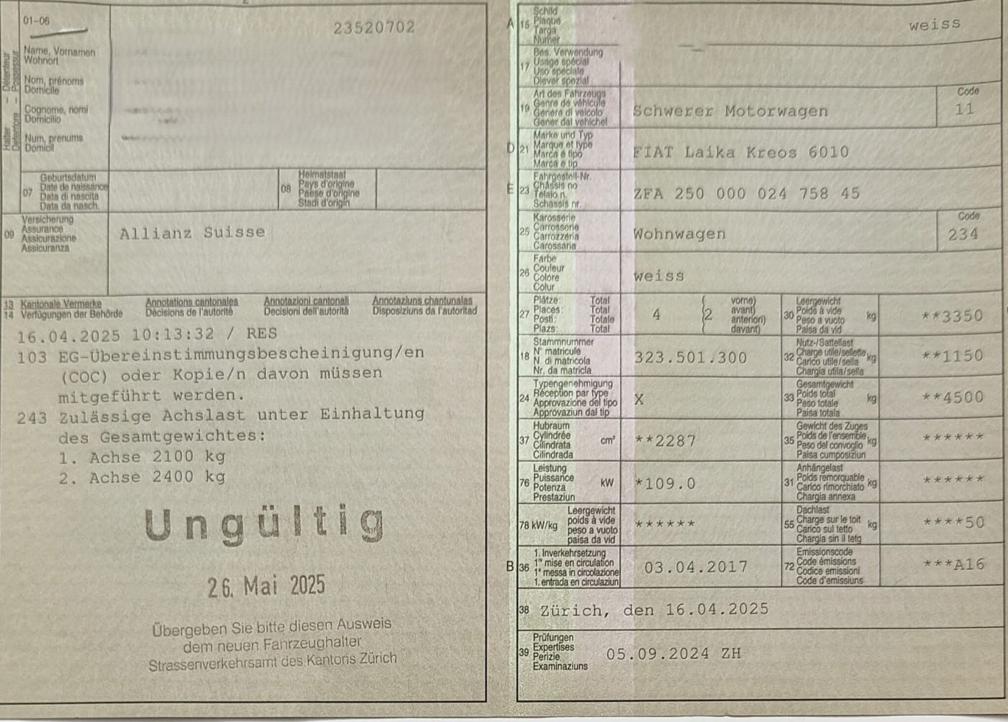 01-06
23520702
Name, Vornamen
Wohnort
Nom, prénoms
Domicile
Cognome, nomi
Domicilio
Num, prenums
Domicil
07 Geburtsdatum
Date de naissance
Data di nascita
Data da nasch.
08 Heimatstaat
Pays d'origine
Paese d'origine
Stadi d'origin
09 Versicherung
Assurance
Assicurazione
Assicuranza
Allianz Suisse
13 Kantonale Vermerke Annotations cantonales Annotazioni cantonali Annotaziuns chantunalas
14 Verfügungen der Behörde Décisions de l'autorité Decisioni dell'autorità Disposiziuns da l'autoritad
16.04.2025 10:13:32 / RES
103 EG-Übereinstimmungsbescheinigung/en
(COC) oder Kopie/n davon müssen
mitgeführt werden.
243 Zulässige Achslast unter Einhaltung
des Gesamtgewichtes:
1. Achse 2100 kg
2. Achse 2400 kg
Ungültig
26. Mai 2025
Übergeben Sie bitte diesen Ausweis
dem neuen Fahrzeughalter
Strassenverkehrsamt des Kantons Zürich
A 15 Schild
Plaque
Targa
Numer
weiss
17 Bes. Verwendung
Usage spécial
Uso speciale
Diever spezial
19 Art des Fahrzeugs
Genre de véhicule
Genere di veicolo
Gener dal vehichel
Schwerer Motorwagen
Code
11
D 21 Marke und Typ
Marque et type
Marca e tipo
Marca e tip
FIAT Laika Kreos 6010
E 23 Fahrgestell-Nr.
Châssis no
Telaio n.
Schassis nr.
ZFA 250 000 024 758 45
25 Karosserie
Carrosserie
Carrozzeria
Carossaria
Wohnwagen
Code
234
26 Farbe
Couleur
Colore
Colur
weiss
27 Plätze: Total
Places: Total
Posti: Totale
Plazs: Total
4 (2 vorne)
avant)
anteriori)
davant)
30 Leergewicht
Poids à vide
Peso a vuoto
Paisa da vid
kg **3350
18 Stammnummer
N° matricule
N. di matricola
Nr. da matricla
323.501.300
32 Nutz-/Sattellast
Charge utile/sellette
Carico utile/sella
Chargia utila/sella
kg **1150
24 Typengenehmigung
Réception par type
Approvazione del tipo
Approvaziun dal tip
X
33 Gesamtgewicht
Poids total
Peso totale
Paisa totala
kg **4500
37 Hubraum
Cylindrée
Cilindrata
Cilindrada
cm³ **2287
35 Gewicht des Zuges
Poids de l'ensemble
Peso del convoglio
Paisa cumposiziun
kg ******
76 Leistung
Puissance
Potenza
Prestaziun
kW *109.0
31 Anhängelast
Poids remorquable
Carico rimorchiato
Chargia annexa
kg ******
78 kW/kg Leergewicht
poids à vide
peso a vuoto
paisa da vid
******
55 Dachlast
Charge sur le toit
Carico sul tetto
Chargia sin il tetg
kg ****50
B 36 1. Inverkehrsetzung
1re mise en circulation
1a messa in circolazione
1. entrada en circulaziun
03.04.2017
72 Emissionscode
Code émissions
Codice emissioni
Code d'emissiuns
***A16
38 Zürich, den 16.04.2025
39 Prüfungen
Expertises
Perizie
Examinaziuns
05.09.2024 ZH